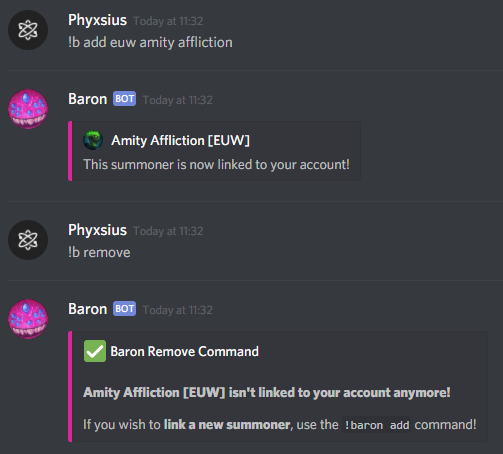 Phyxsius Today at 11:32
!b add euw amity affliction
Baron BOT Today at 11:32
Amity Affliction [EUW]
This summoner is now linked to your account!
Phyxsius Today at 11:32
!b remove
Baron BOT Today at 11:32
Baron Remove Command
Amity Affliction [EUW] isn't linked to your account anymore!
If you wish to link a new summoner, use the !baron add command!